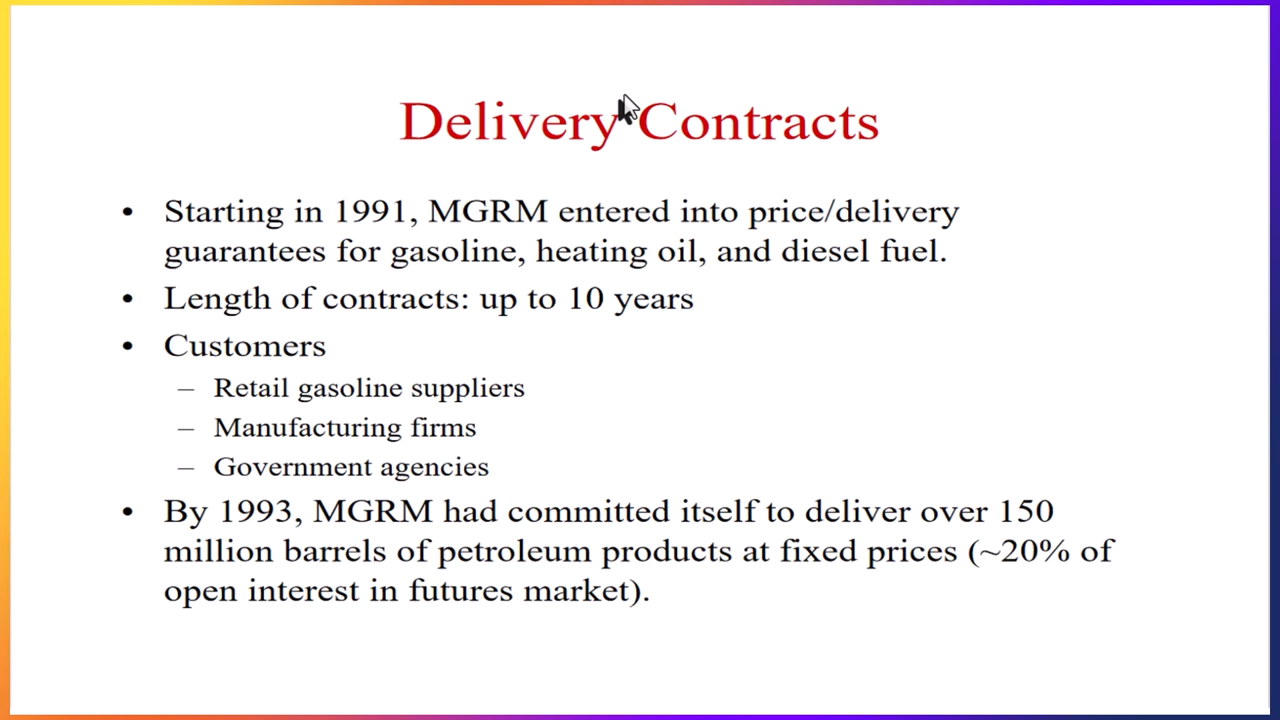 Delivery Contracts
• Starting in 1991, MGRM entered into price/delivery
guarantees for gasoline, heating oil, and diesel fuel.
• Length of contracts: up to 10 years
• Customers
– Retail gasoline suppliers
– Manufacturing firms
– Government agencies
• By 1993, MGRM had committed itself to deliver over 150
million barrels of petroleum products at fixed prices (~20% of
open interest in futures market).